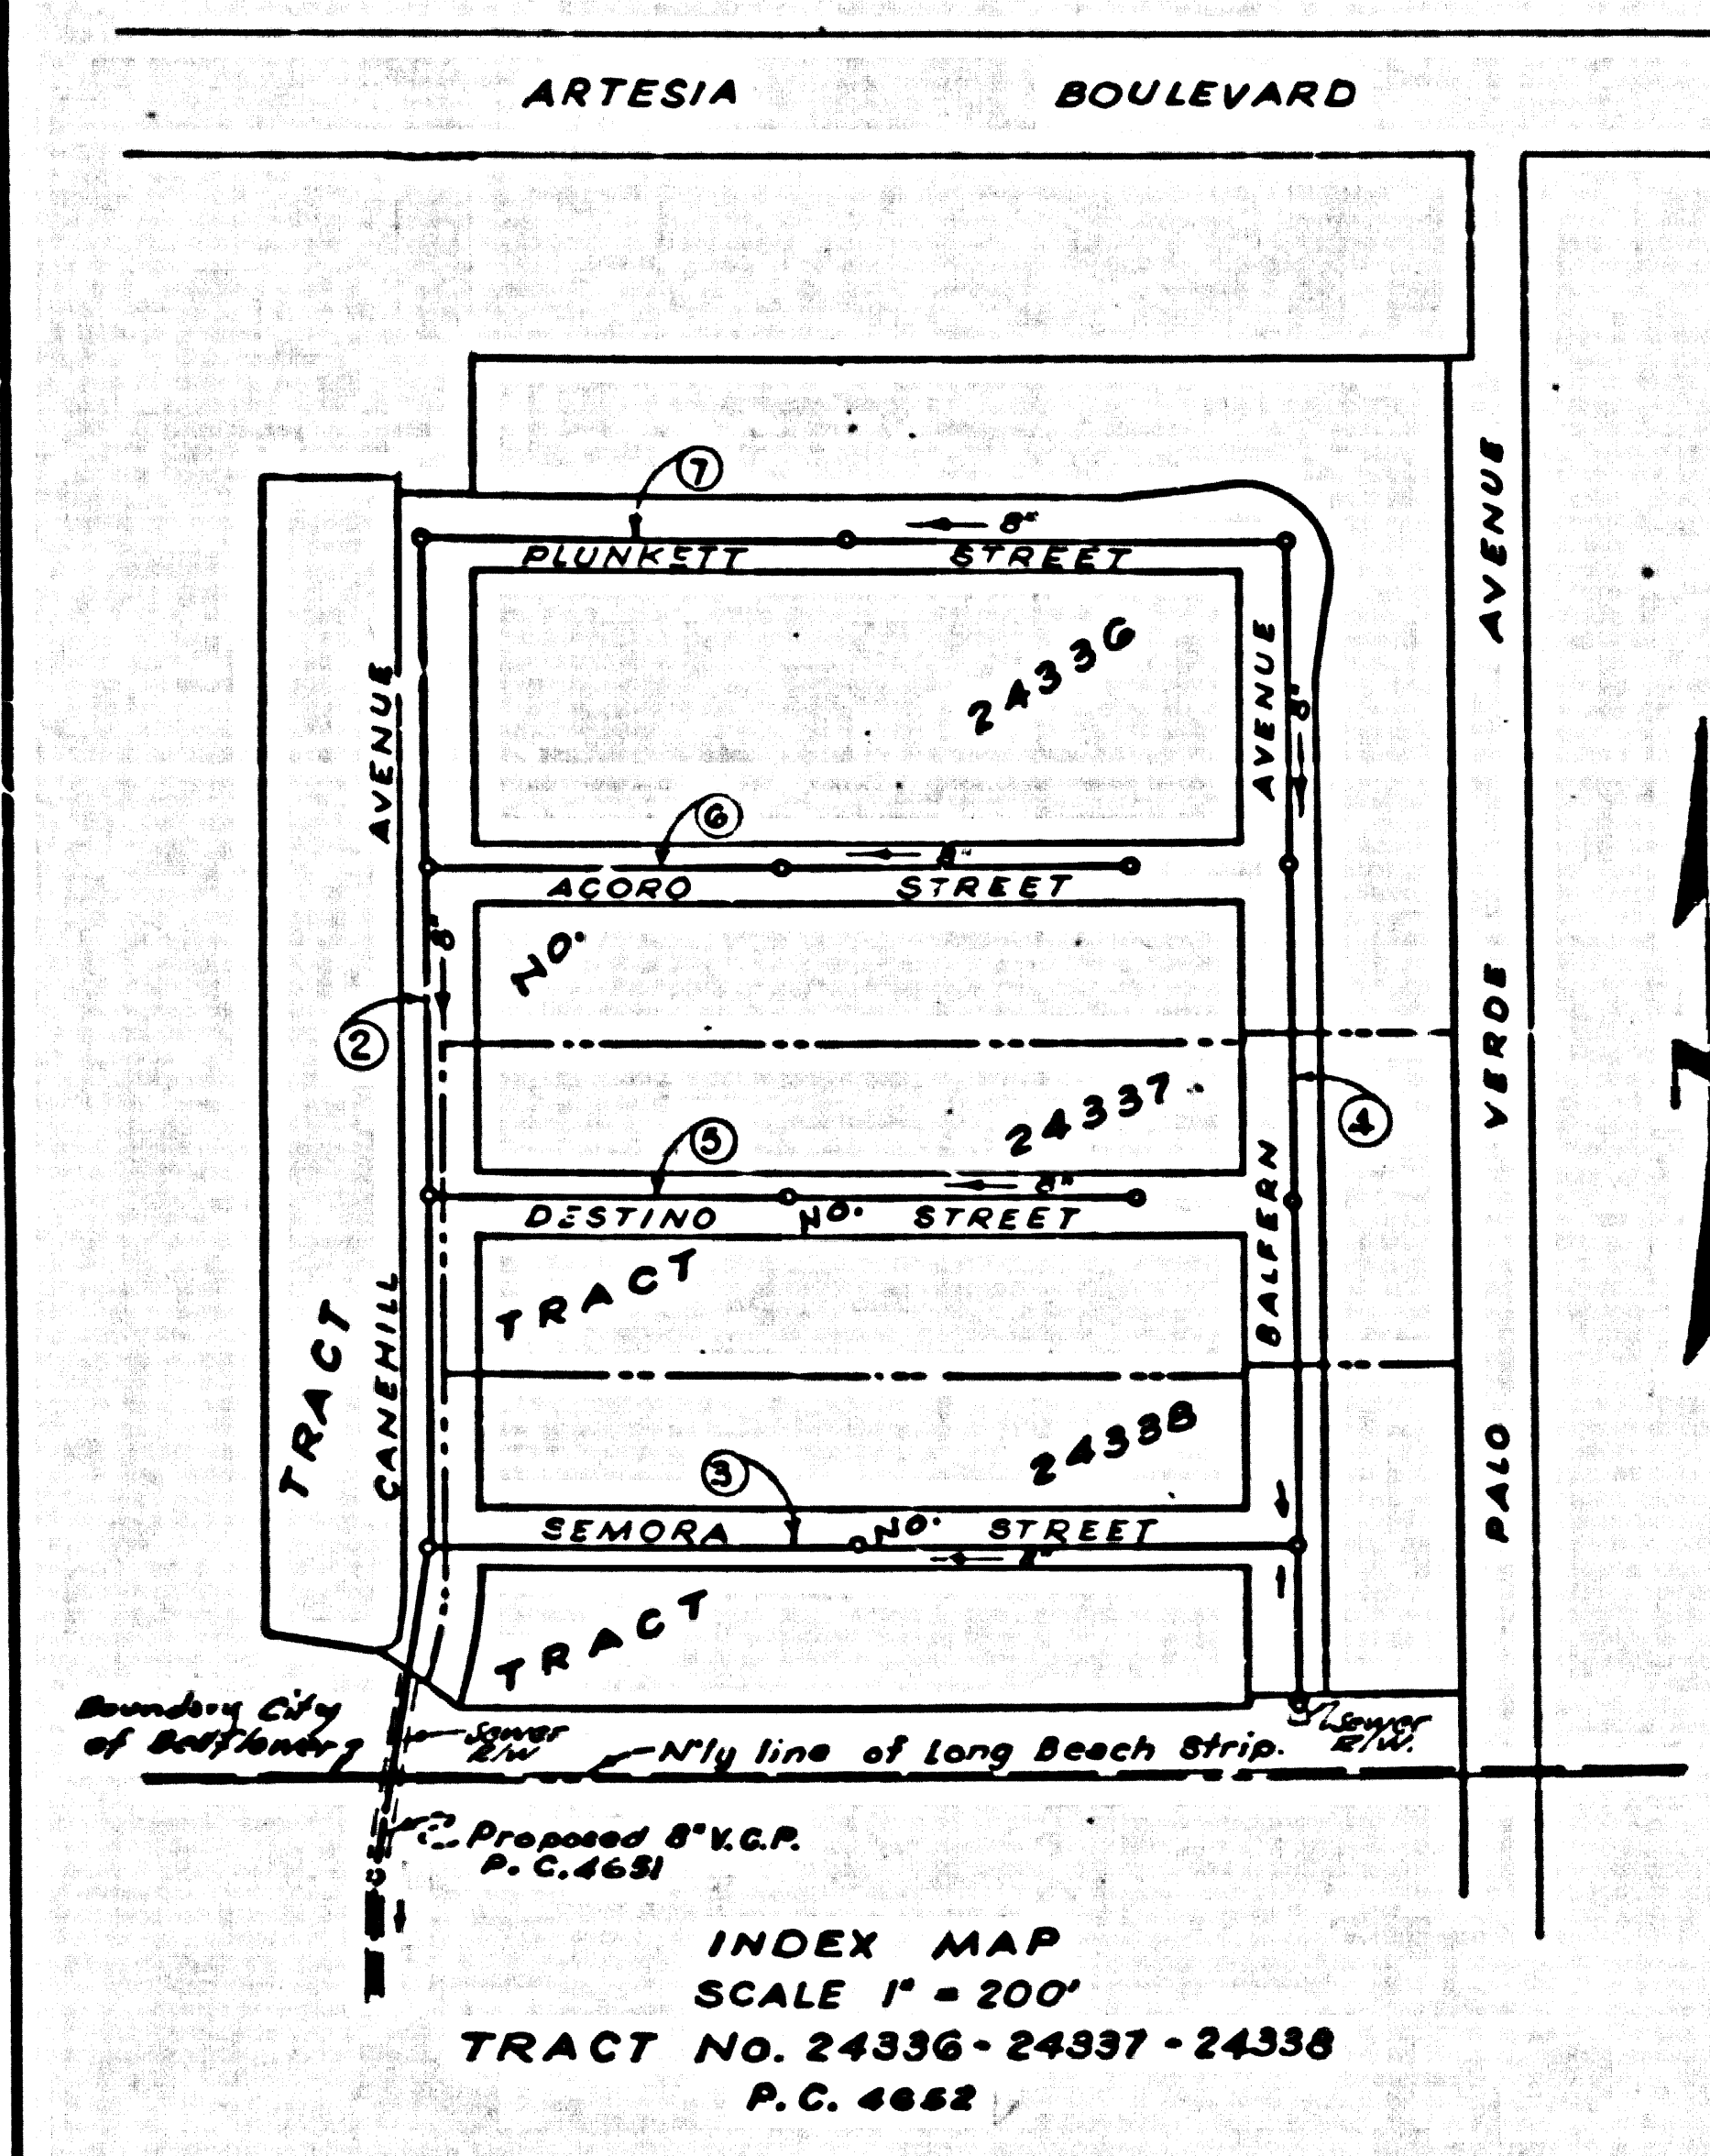 ARTESIA BOULEVARD
7
8"
PLUNKETT STREET
24336
AVENUE
AVENUE
AVENUE
8"
6
8"
ACORO STREET
8"
NO.
2
VERDE
24337
4
5
8"
DESTINO STREET
NO.
BALFERN
TRACT
TRACT
CANEHILL
24338
PALO
3
SEMORA STREET
NO.
8"
TRACT
Boundary City
of Bellflower
Sewer
R/W
Sewer
R/W.
N'ly line of Long Beach Strip.
Proposed 8" V.C.P.
P.C. 4651
INDEX MAP
SCALE 1" = 200'
TRACT No. 24336 - 24337 - 24338
P.C. 4652